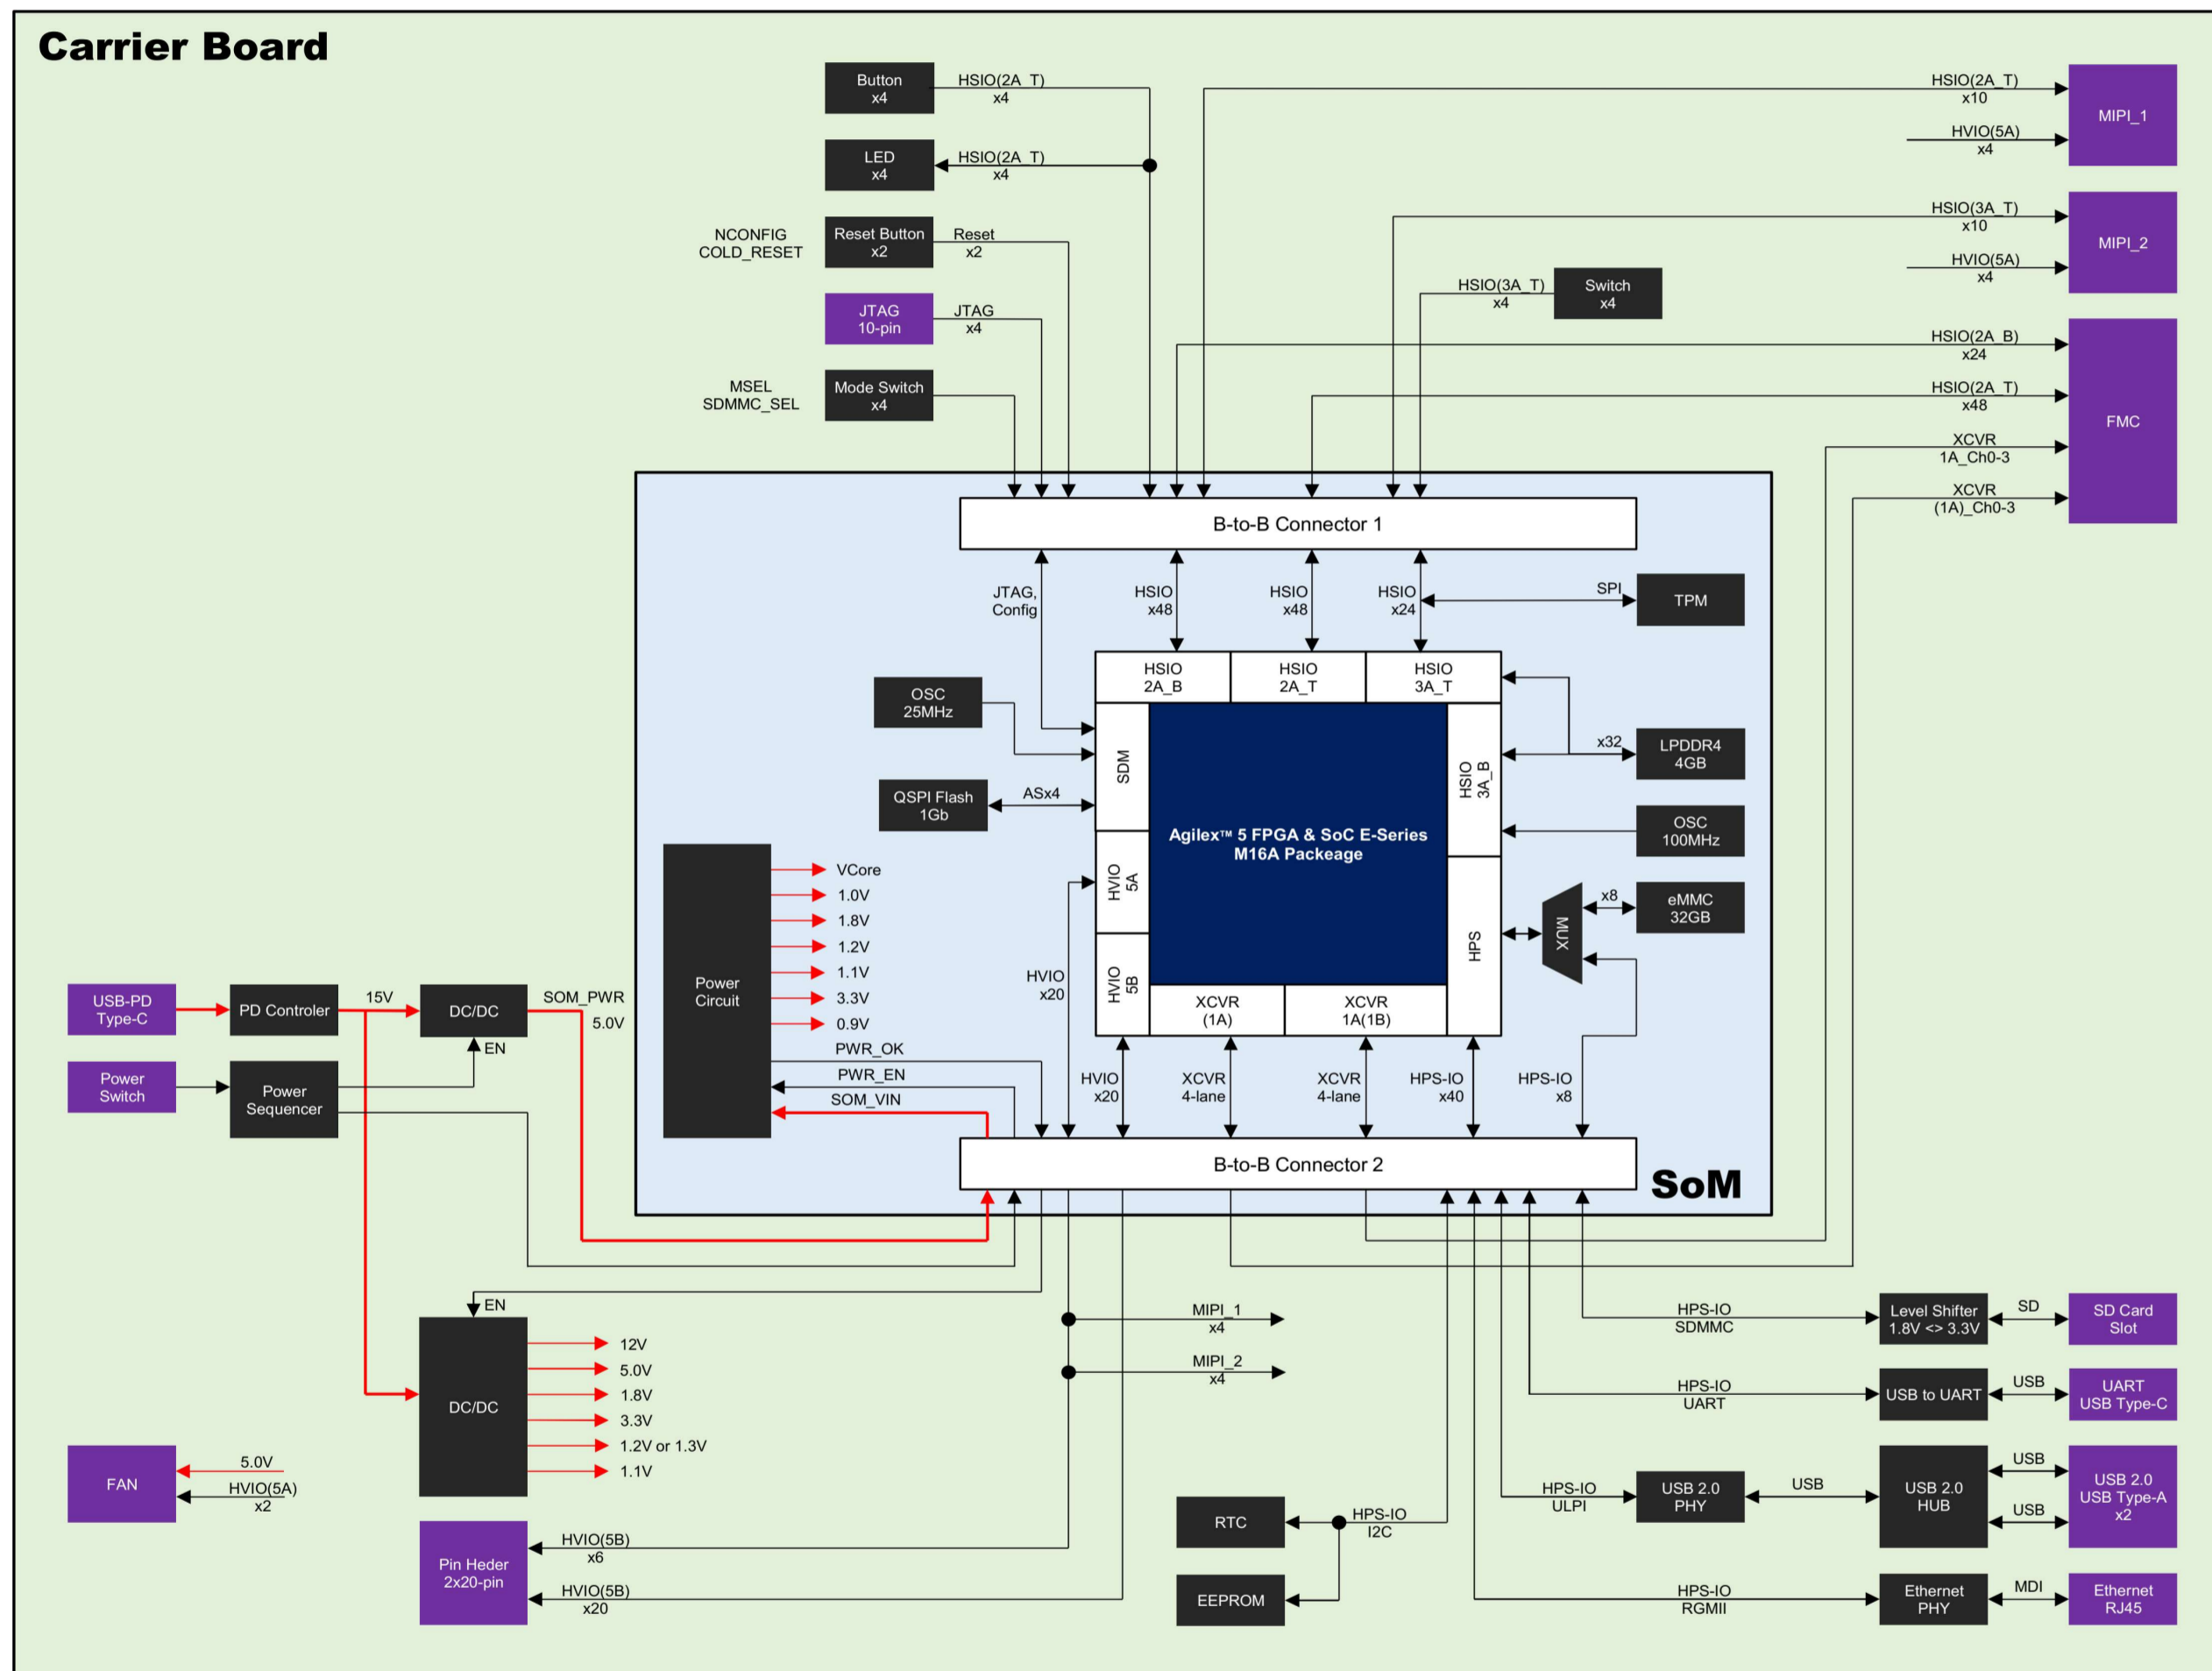 Carrier Board
Button
x4
HSIO(2A_T)
x4
LED
x4
HSIO(2A_T)
x4
NCONFIG
COLD_RESET
Reset Button
x2
Reset
x2
JTAG
10-pin
JTAG
x4
MSEL
SDMMC_SEL
Mode Switch
x4
HSIO(2A_T)
x10
HVIO(5A)
x4
MIPI_1
HSIO(3A_T)
x10
HVIO(5A)
x4
MIPI_2
HSIO(3A_T)
x4
Switch
x4
HSIO(2A_B)
x24
HSIO(2A_T)
x48
XCVR
1A_Ch0-3
XCVR
(1A)_Ch0-3
FMC
B-to-B Connector 1
JTAG,
Config
HSIO
x48
HSIO
x48
HSIO
x24
SPI
TPM
HSIO
2A_B
HSIO
2A_T
HSIO
3A_T
OSC
25MHz
SDM
QSPI Flash
1Gb
ASx4
HSIO
3A_B
x32
LPDDR4
4GB
OSC
100MHz
Agilex™ 5 FPGA & SoC E-Series
M16A Packeage
HVIO
5A
HVIO
5B
HPS
MUX
x8
eMMC
32GB
XCVR
(1A)
XCVR
1A(1B)
Power
Circuit
VCore
1.0V
1.8V
1.2V
1.1V
3.3V
0.9V
PWR_OK
PWR_EN
SOM_VIN
HVIO
x20
HVIO
x20
XCVR
4-lane
XCVR
4-lane
HPS-IO
x40
HPS-IO
x8
B-to-B Connector 2
SoM
USB-PD
Type-C
PD Controler
15V
DC/DC
SOM_PWR
5.0V
EN
Power
Switch
Power
Sequencer
EN
DC/DC
12V
5.0V
1.8V
3.3V
1.2V or 1.3V
1.1V
FAN
5.0V
HVIO(5A)
x2
Pin Heder
2x20-pin
HVIO(5B)
x6
HVIO(5B)
x20
MIPI_1
x4
MIPI_2
x4
RTC
EEPROM
HPS-IO
I2C
HPS-IO
SDMMC
Level Shifter
1.8V <> 3.3V
SD
SD Card
Slot
HPS-IO
UART
USB to UART
USB
UART
USB Type-C
HPS-IO
ULPI
USB 2.0
PHY
USB
USB 2.0
HUB
USB
USB
USB 2.0
USB Type-A
x2
HPS-IO
RGMII
Ethernet
PHY
MDI
Ethernet
RJ45